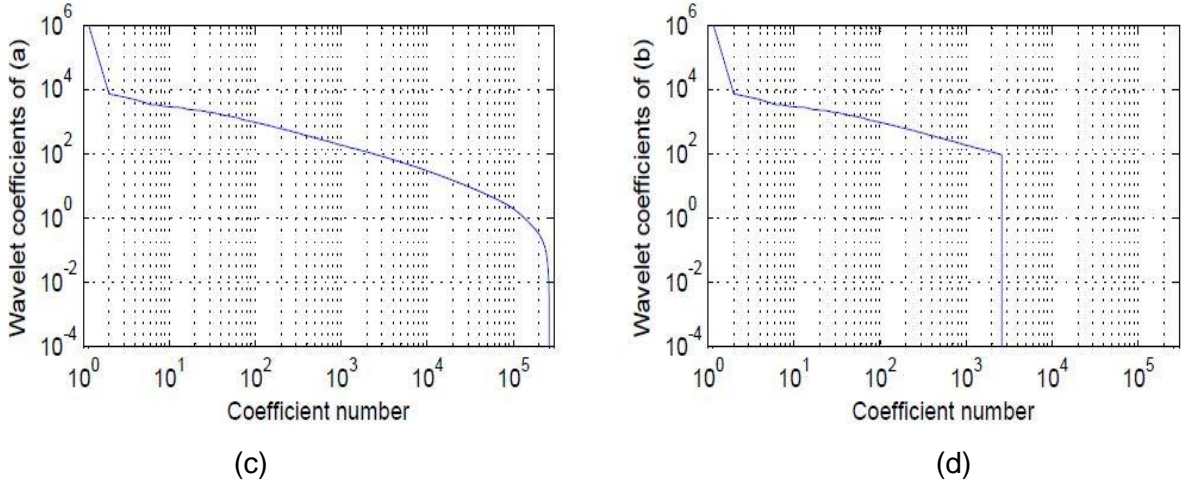 Wavelet coefficients of (a)
10^6
10^4
10^2
10^0
10^-2
10^-4
10^0 10^1 10^2 10^3 10^4 10^5
Coefficient number
(c)
Wavelet coefficients of (b)
10^6
10^4
10^2
10^0
10^-2
10^-4
10^0 10^1 10^2 10^3 10^4 10^5
Coefficient number
(d)